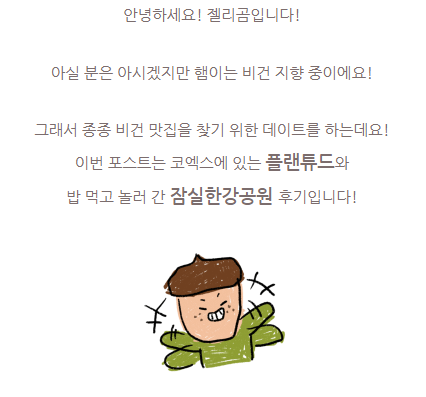 안녕하세요! 젤리곰입니다!
아실 분은 아시겠지만 햄이는 비건 지향 중이에요!
그래서 종종 비건 맛집을 찾기 위한 데이트를 하는데요!
이번 포스트는 코엑스에 있는 플랜튜드와
밥 먹고 놀러 간 잠실한강공원 후기입니다!